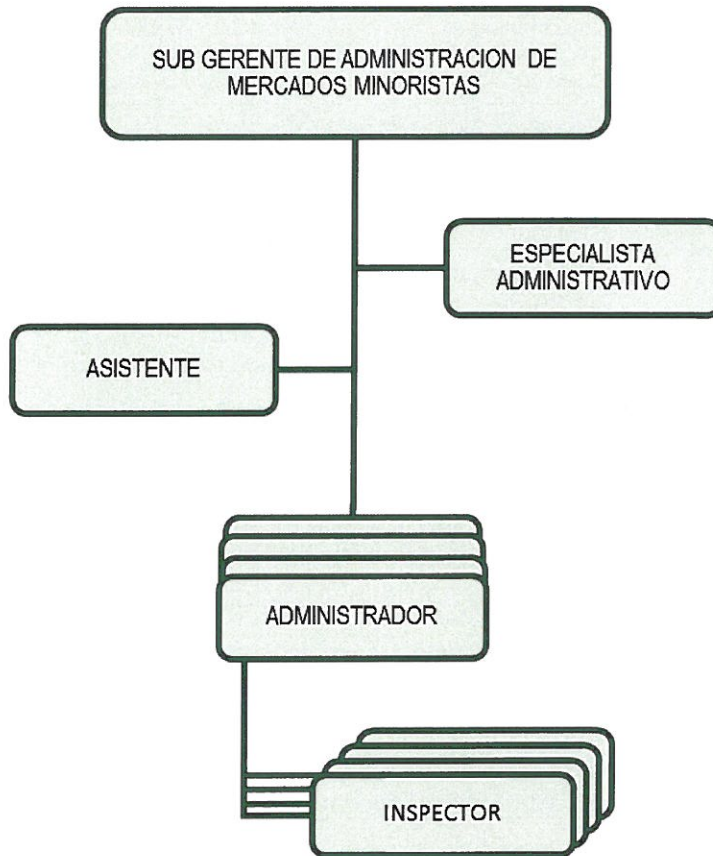 SUB GERENTE DE ADMINISTRACION DE
MERCADOS MINORISTAS
ESPECIALISTA
ADMINISTRATIVO
ASISTENTE
ADMINISTRADOR
INSPECTOR